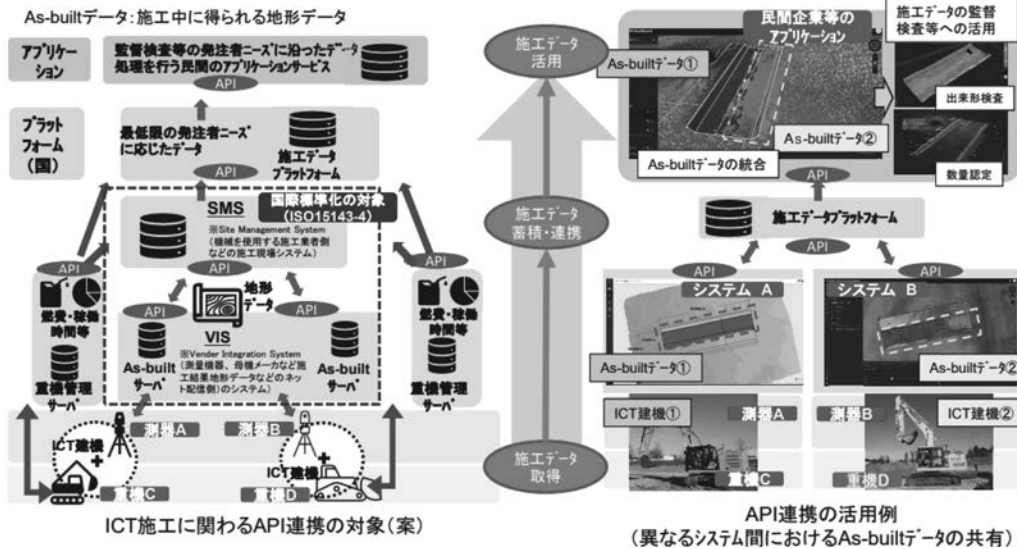 As-builtデータ:施工中に得られる地形データ
アプリケー
ション
監督検査等の発注者ニーズに沿ったデータ
処理を行う民間のアプリケーションサービス
API
プラット
フォーム
(国)
最低限の発注者ニーズ
に応じたデータ
施工データ
プラットフォーム
API
国際標準化の対象
(ISO15143-4)
SMS
※Site Management System
(機械を使用する施工業者側
などの施工現場システム)
API
API
API
燃費・稼働
時間等
重機管理
サーバ
燃費・稼働
時間等
重機管理
サーバ
地形
データ
API
API
VIS
※Vender Integration System
(測量機器、母機メーカなど施
工結果地形データなどのネッ
ト配信側)のシステム)
As-built
サーバ
As-built
サーバ
測器A
測器B
ICT建機
+
ICT建機
+
重機C
重機D
ICT施工に関わるAPI連携の対象(案)
施工データ
活用
施工データ
蓄積・連携
施工データ
取得
民間企業等の
アプリケーション
As-builtデータ①
As-builtデータ②
As-builtデータの統合
施工データの監督
検査等への活用
出来形検査
数量認定
API
施工データプラットフォーム
API
API
API
システム A
システム B
As-builtデータ①
As-builtデータ②
ICT建機①
測器A
測器B
ICT建機②
重機C
重機D
API連携の活用例
(異なるシステム間におけるAs-builtデータの共有)